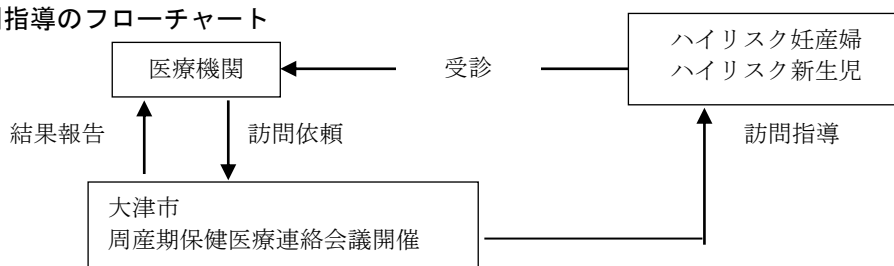 指導のフローチャート
ハイリスク妊産婦
ハイリスク新生児
医療機関
受診
結果報告
訪問依頼
訪問指導
大津市
周産期保健医療連絡会議開催